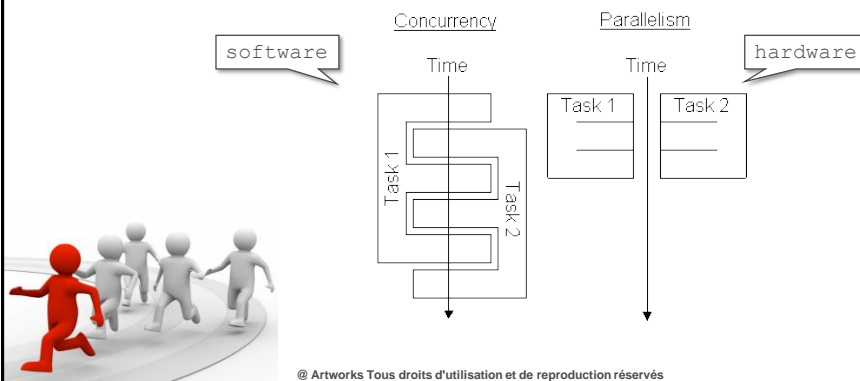 Concurrency
Parallelism
software
hardware
Time
Time
Task 1
Task 2
Task 1
Task 2
@ Artworks Tous droits d'utilisation et de reproduction réservés